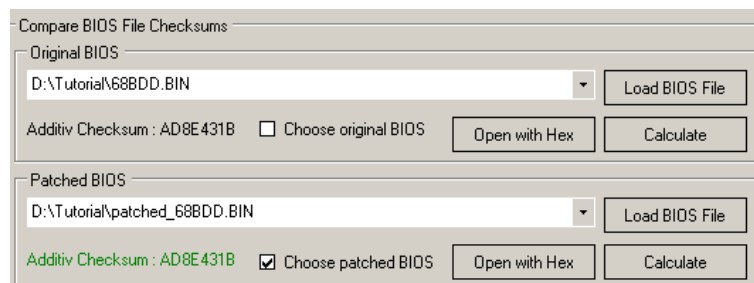 Compare BIOS File Checksums
Original BIOS
D:\Tutorial\68BDD.BIN
Load BIOS File
Additiv Checksum : AD8E431B
Choose original BIOS
Open with Hex
Calculate
Patched BIOS
D:\Tutorial\patched_68BDD.BIN
Load BIOS File
Additiv Checksum : AD8E431B
Choose patched BIOS
Open with Hex
Calculate